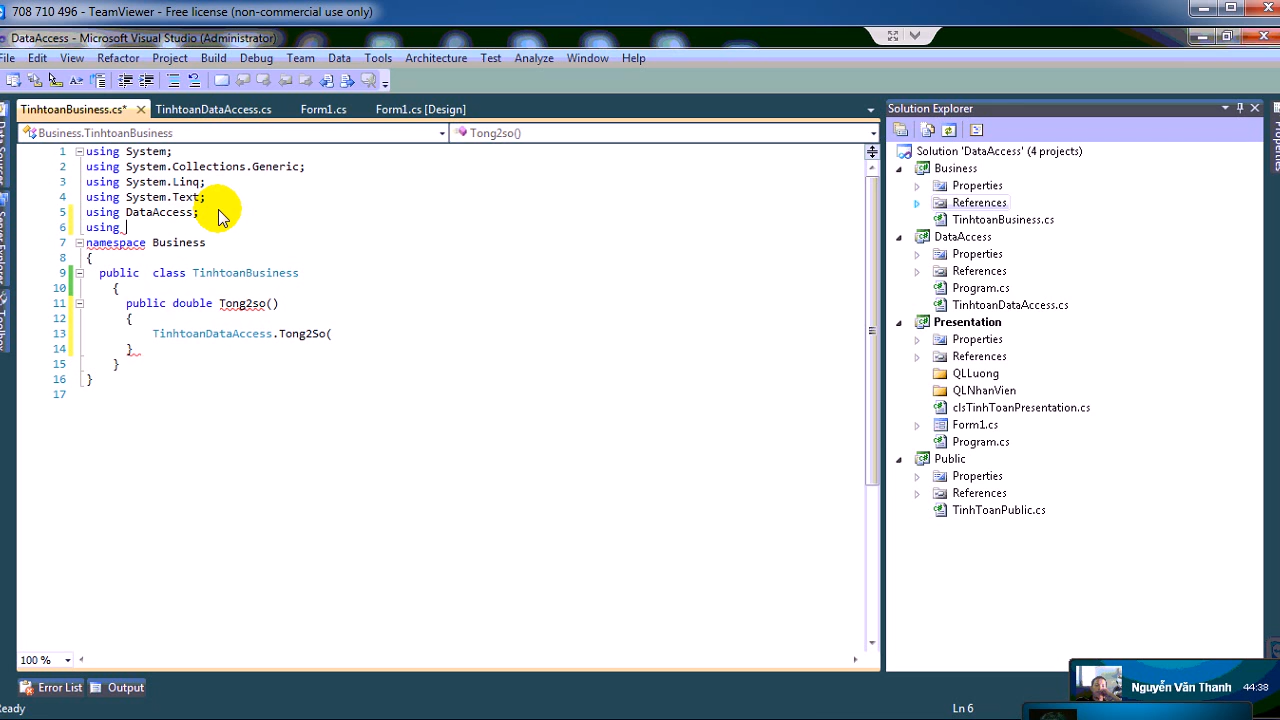 708 710 496 - TeamViewer - Free license (non-commercial use only)
DataAccess - Microsoft Visual Studio (Administrator)
File Edit View Refactor Project Build Debug Team Data Tools Architecture Test Analyze Window Help
TinhtoanBusiness.cs* TinhtoanDataAccess.cs Form1.cs Form1.cs [Design]
Business.TinhtoanBusiness Tong2so()
1 using System;
2 using System.Collections.Generic;
3 using System.Linq;
4 using System.Text;
5 using DataAccess;
6 using
7 namespace Business
8 {
9 public class TinhtoanBusiness
10 {
11 public double Tong2so()
12 {
13 TinhtoanDataAccess.Tong2So(
14 }
15 }
16 }
17
100 %
Error List Output
Ready
Ln 6
Data Sources
Server Explorer
Toolbox
Solution Explorer
Solution 'DataAccess' (4 projects)
Business
Properties
References
TinhtoanBusiness.cs
DataAccess
Properties
References
Program.cs
TinhtoanDataAccess.cs
Presentation
Properties
References
QLLuong
QLNhanVien
clsTinhToanPresentation.cs
Form1.cs
Program.cs
Public
Properties
References
TinhToanPublic.cs
Properties
Nguyễn Văn Thanh 44:38